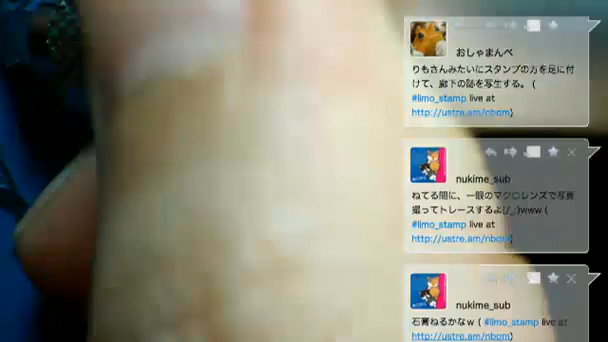 おしゃまんべ
りもさんみたいにスタンプの方を足に付
けて、廊下の跡を写生する。 (
#limo_stamp live at
http://ustre.am/nbqm)
nukime_sub
ねてる間に、一眼のマクロレンズで写真
撮ってトレースするよ(/_;)www (
#limo_stamp live at
http://ustre.am/nbqm)
nukime_sub
石膏ねるかなw ( #limo_stamp live at
http://ustre.am/nbqm)